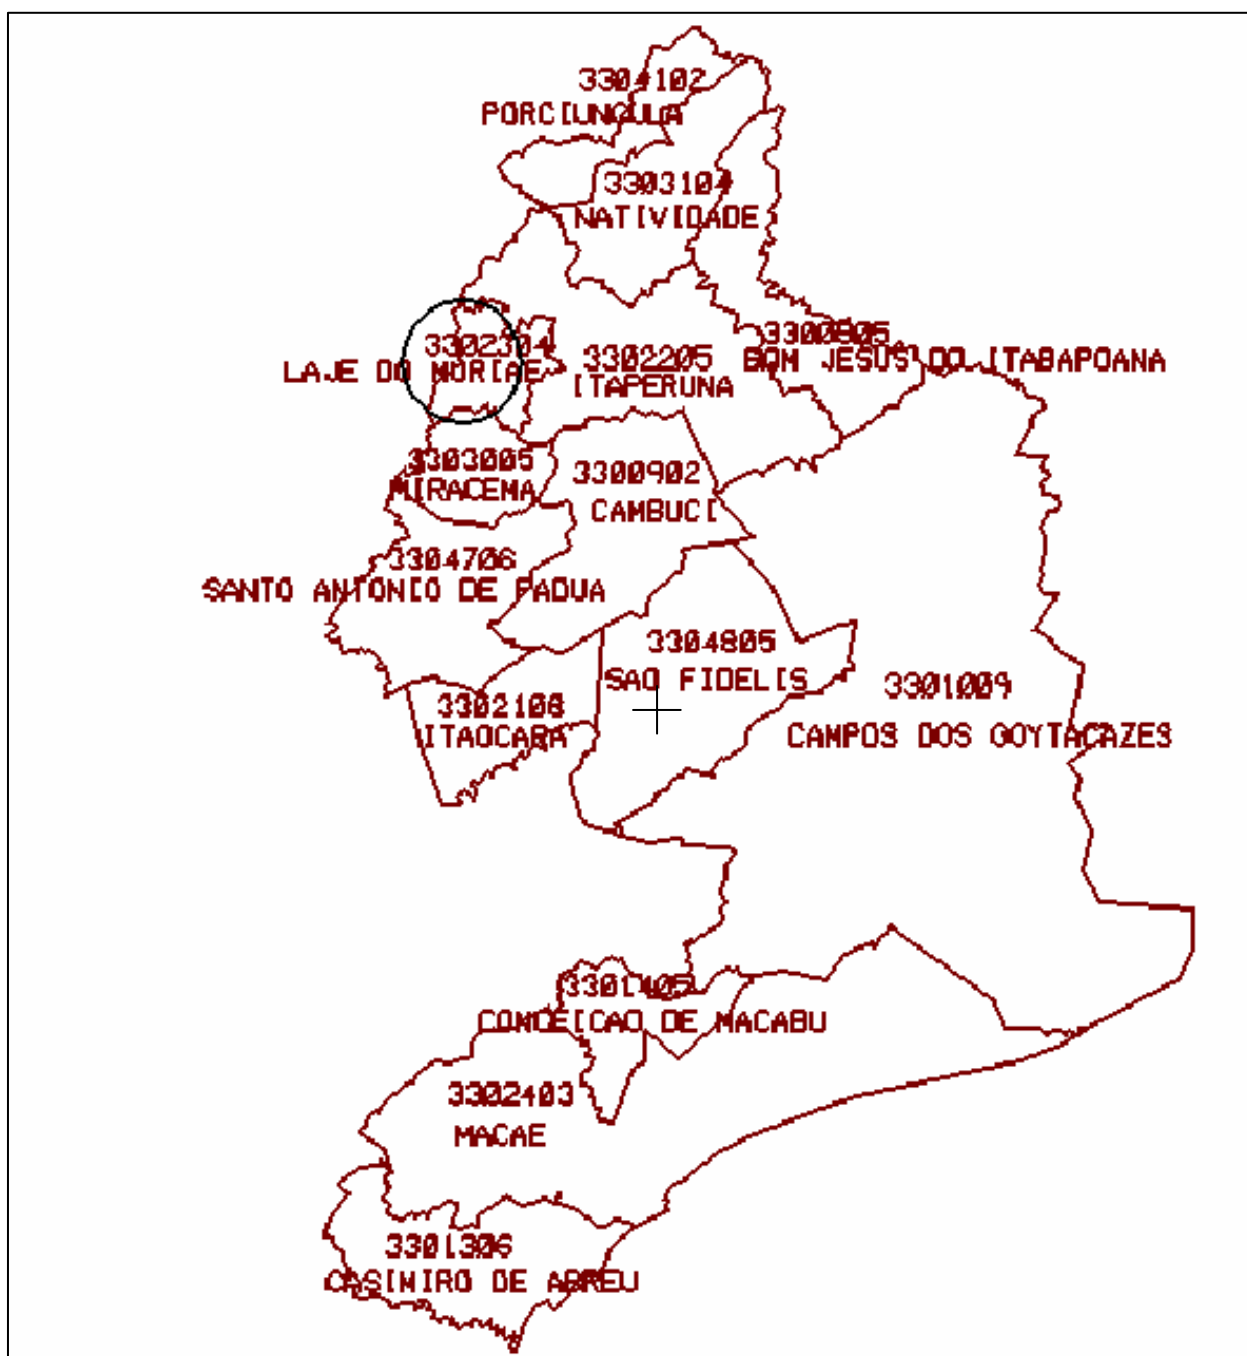 3304102
PORCIUNCULA
3303104
NATIVIDADE
3302304
LAJE DO MURIAE
3302205
ITAPERUNA
3300605
BOM JESUS DO ITABAPOANA
3303005
MIRACEMA
3300902
CAMBUCI
3304706
SANTO ANTONIO DE PADUA
3304805
SAO FIDELIS
3301009
CAMPOS DOS GOYTACAZES
3302106
ITAOCARA
3301405
CONCEICAO DE MACABU
3302403
MACAE
3301306
CASIMIRO DE ABREU